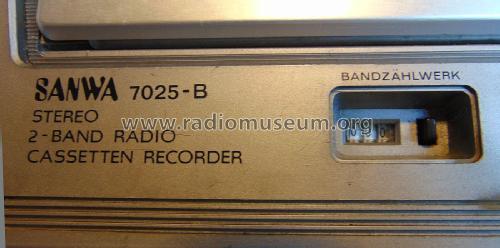 BANDZÄHLWERK
SANWA 7025-B
STEREO
2-BAND RADIO
CASSETTEN RECORDER
www.radiomuseum.org